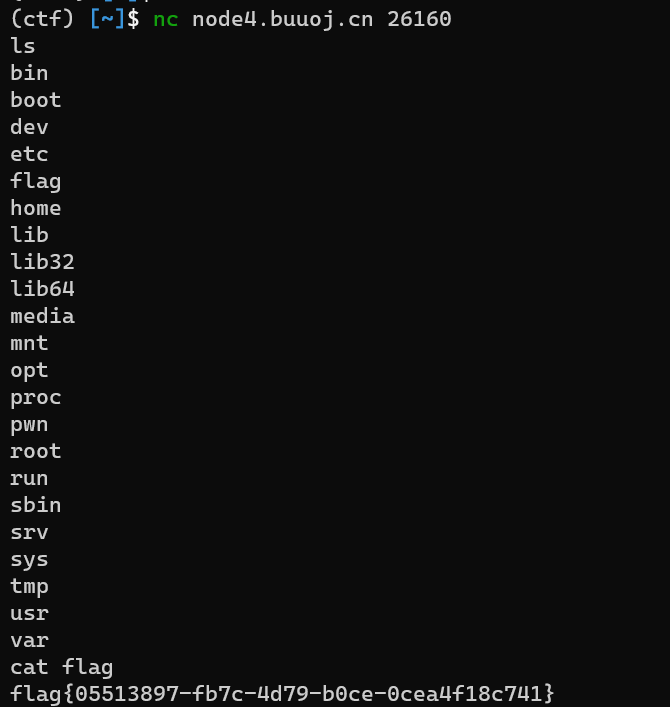 (ctf) [~]$ nc node4.buuoj.cn 26160
ls
bin
boot
dev
etc
flag
home
lib
lib32
lib64
media
mnt
opt
proc
pwn
root
run
sbin
srv
sys
tmp
usr
var
cat flag
flag{05513897-fb7c-4d79-b0ce-0cea4f18c741}